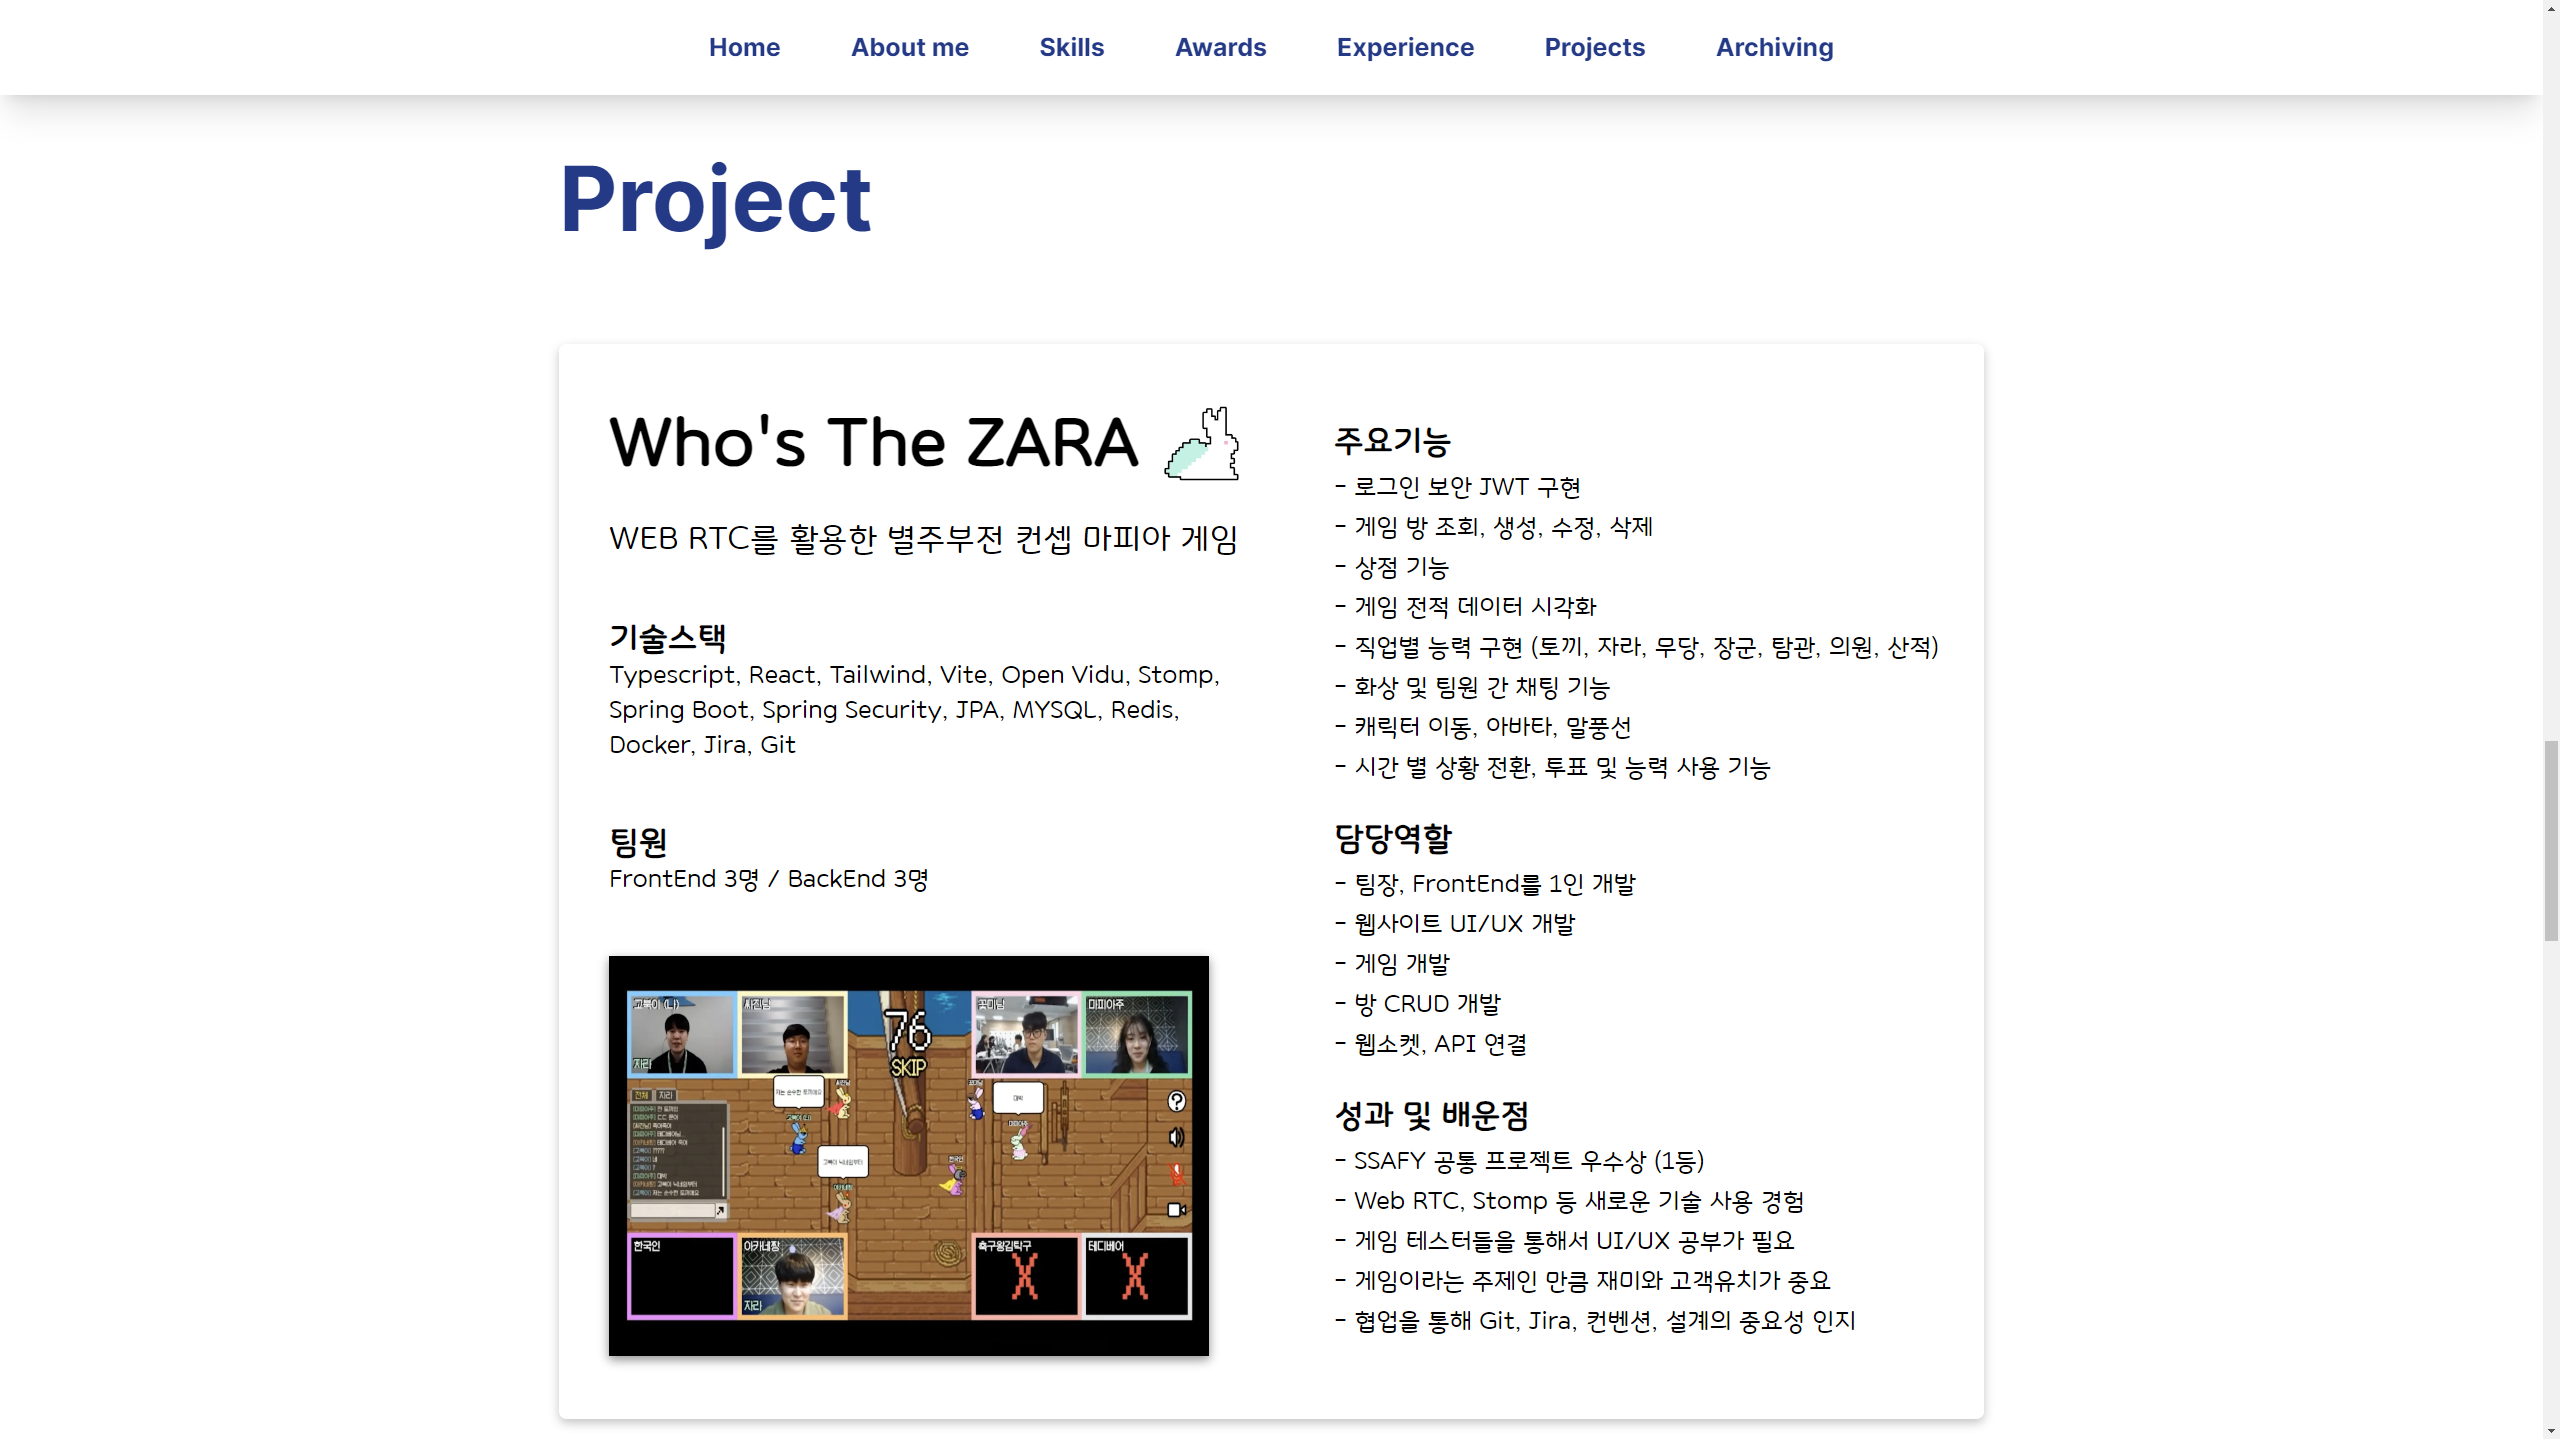 Home
About me
Skills
Awards
Experience
Projects
Archiving
Project
Who's The ZARA
WEB RTC를 활용한 별주부전 컨셉 마피아 게임
기술스택
Typescript, React, Tailwind, Vite, Open Vidu, Stomp,
Spring Boot, Spring Security, JPA, MYSQL, Redis,
Docker, Jira, Git
팀원
FrontEnd 3명 / BackEnd 3명
고북이 (나)
싸진남
76
SKIP
꽃미남
마피아주
자라
전체
자라
한국인
아카네짱
자라
축구왕김탁구
테디베어
주요기능
- 로그인 보안 JWT 구현
- 게임 방 조회, 생성, 수정, 삭제
- 상점 기능
- 게임 전적 데이터 시각화
- 직업별 능력 구현 (토끼, 자라, 무당, 장군, 탐관, 의원, 산적)
- 화상 및 팀원 간 채팅 기능
- 캐릭터 이동, 아바타, 말풍선
- 시간 별 상황 전환, 투표 및 능력 사용 기능
담당역할
- 팀장, FrontEnd를 1인 개발
- 웹사이트 UI/UX 개발
- 게임 개발
- 방 CRUD 개발
- 웹소켓, API 연결
성과 및 배운점
- SSAFY 공통 프로젝트 우수상 (1등)
- Web RTC, Stomp 등 새로운 기술 사용 경험
- 게임 테스터들을 통해서 UI/UX 공부가 필요
- 게임이라는 주제인 만큼 재미와 고객유치가 중요
- 협업을 통해 Git, Jira, 컨벤션, 설계의 중요성 인지